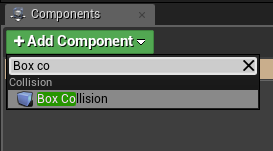 Components
+ Add Component
Box co
Collision
Box Collision